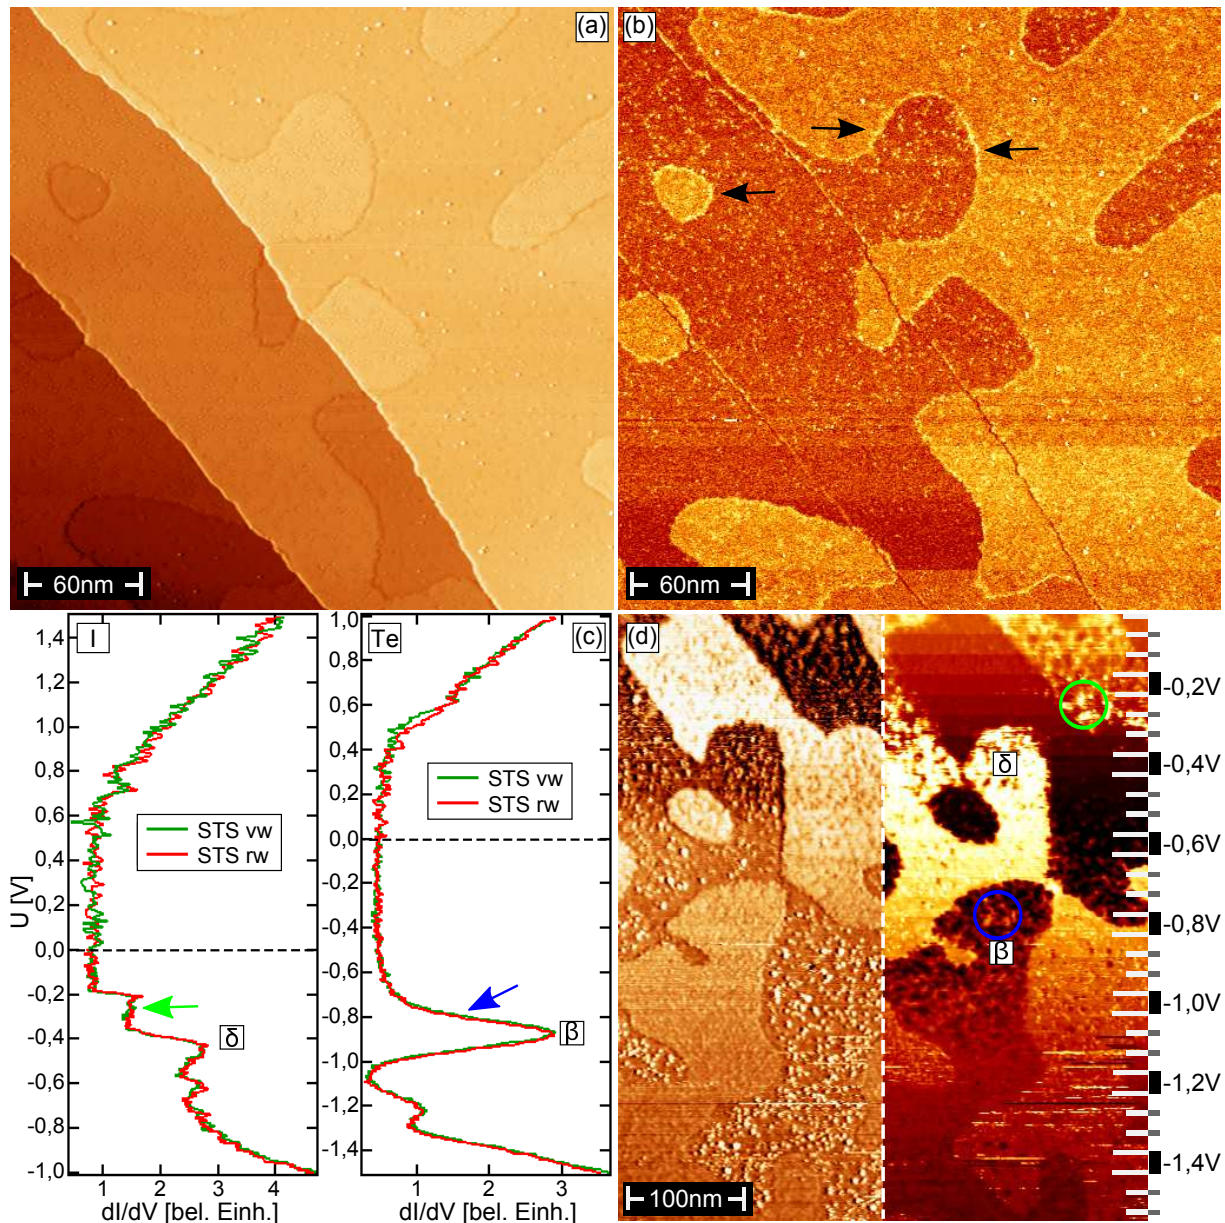 (a)
(b)
60nm
60nm
I
Te
(c)
(d)
1,5
1,2
1,0
0,8
0,6
0,4
0,2
0,0
-0,2
-0,4
-0,6
-0,8
-1,0
U [V]
STS vw
STS rw
δ
1 2 3 4
dI/dV [bel. Einh.]
1,0
0,8
0,6
0,4
0,2
0,0
-0,2
-0,4
-0,6
-0,8
-1,0
-1,2
-1,4
STS vw
STS rw
β
1 2 3
dI/dV [bel. Einh.]
δ
β
100nm
-0,2V
-0,4V
-0,6V
-0,8V
-1,0V
-1,2V
-1,4V